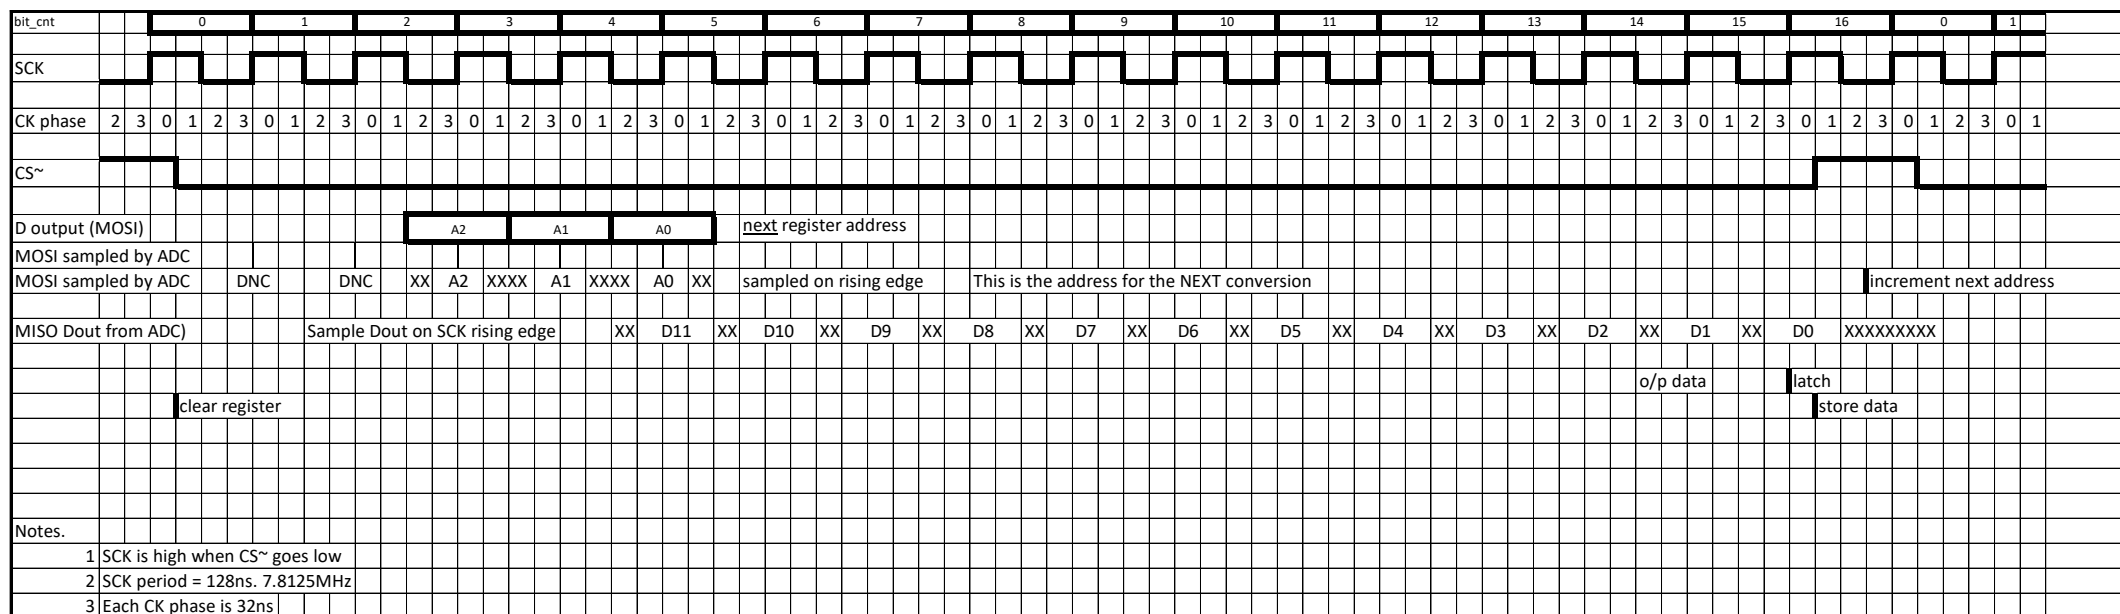 bit_cnt 0 1 2 3 4 5 6 7 8 9 10 11 12 13 14 15 16 0 1
SCK
CK phase 2 3 0 1 2 3 0 1 2 3 0 1 2 3 0 1 2 3 0 1 2 3 0 1 2 3 0 1 2 3 0 1 2 3 0 1 2 3 0 1 2 3 0 1 2 3 0 1 2 3 0 1 2 3 0 1 2 3 0 1 2 3 0 1 2 3 0 1 2 3 0 1 2 3 0 1
CS~
D output (MOSI) A2 A1 A0 next register address
MOSI sampled by ADC
MOSI sampled by ADC DNC DNC XX A2 XXXX A1 XXXX A0 XX sampled on rising edge This is the address for the NEXT conversion increment next address
MISO Dout from ADC) Sample Dout on SCK rising edge XX D11 XX D10 XX D9 XX D8 XX D7 XX D6 XX D5 XX D4 XX D3 XX D2 XX D1 XX D0 XXXXXXXXX
o/p data latch
clear register store data
Notes.
1 SCK is high when CS~ goes low
2 SCK period = 128ns. 7.8125MHz
3 Each CK phase is 32ns